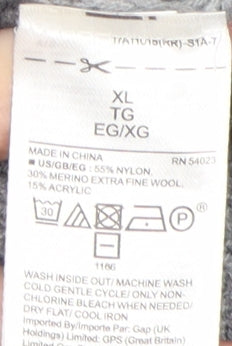 XL
TG
EG/XG
MADE IN CHINA RN 54023
■ US/GB/EG : 55% NYLON,
30% MERINO EXTRA FINE WOOL,
15% ACRYLIC
30 P ®
1186
WASH INSIDE OUT/ MACHINE WASH
COLD GENTLE CYCLE/ ONLY NON-
CHLORINE BLEACH WHEN NEEDED/
DRY FLAT/ COOL IRON
Imported By/Importe Par: Gap (UK
Holdings) Limited: GPS (Great Britain)